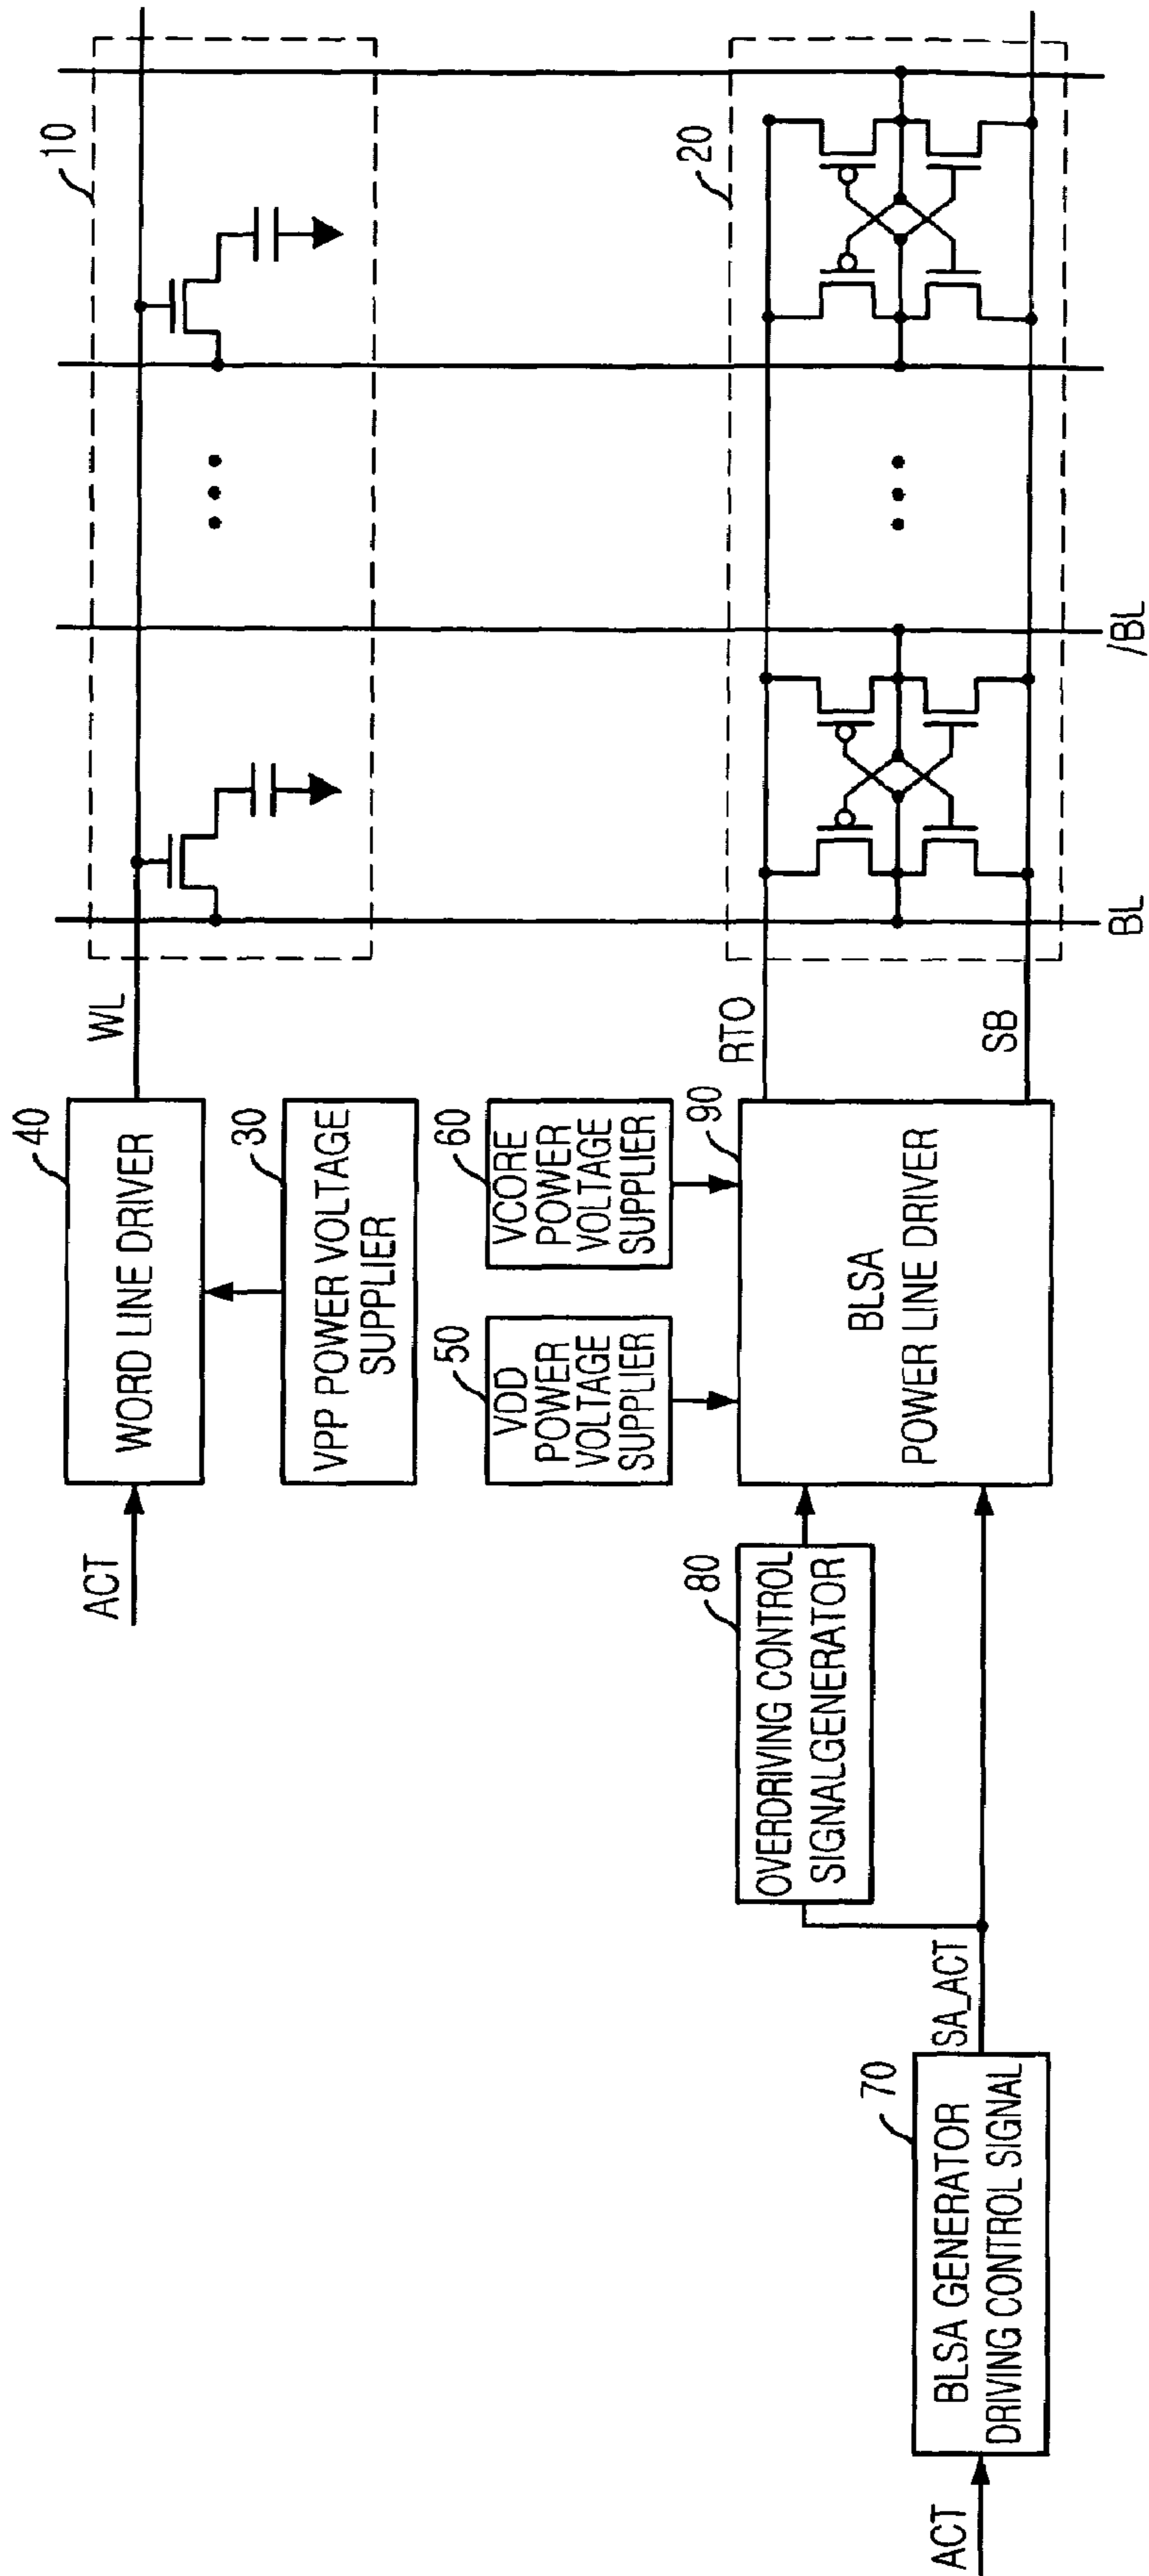 10
20
WL
RTO
SB
BL
/BL
40
WORD LINE DRIVER
30
VPP POWER VOLTAGE
SUPPLIER
ACT
60
VCORE
POWER
VOLTAGE
SUPPLIER
50
VDD
POWER
VOLTAGE
SUPPLIER
90
BLSA
POWER LINE DRIVER
80
OVERDRIVING CONTROL
SIGNALGENERATOR
SA_ACT
70
BLSA GENERATOR
DRIVING CONTROL SIGNAL
ACT